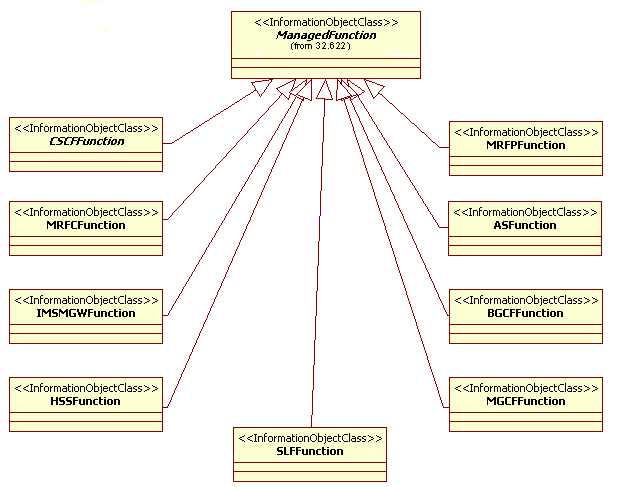 <<InformationObjectClass>>
ManagedFunction
(from 32.622)
<<InformationObjectClass>>
CSCFFunction
<<InformationObjectClass>>
MRFPFunction
<<InformationObjectClass>>
MRFCFunction
<<InformationObjectClass>>
ASFunction
<<InformationObjectClass>>
IMSMGWFunction
<<InformationObjectClass>>
BGCFFunction
<<InformationObjectClass>>
HSSFunction
<<InformationObjectClass>>
MGCFFunction
<<InformationObjectClass>>
SLFFunction